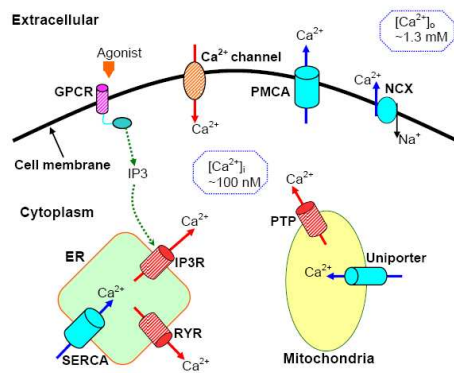 Extracellular
Agonist
GPCR
Ca²⁺ channel
Ca²⁺
Ca²⁺
PMCA
[Ca²⁺]ₒ
~1.3 mM
Ca²⁺
NCX
Na⁺
Cell membrane
IP3
[Ca²⁺]ᵢ
~100 nM
Cytoplasm
Ca²⁺
ER
IP3R
Ca²⁺
SERCA
RYR
Ca²⁺
Ca²⁺
PTP
Ca²⁺
Uniporter
Mitochondria